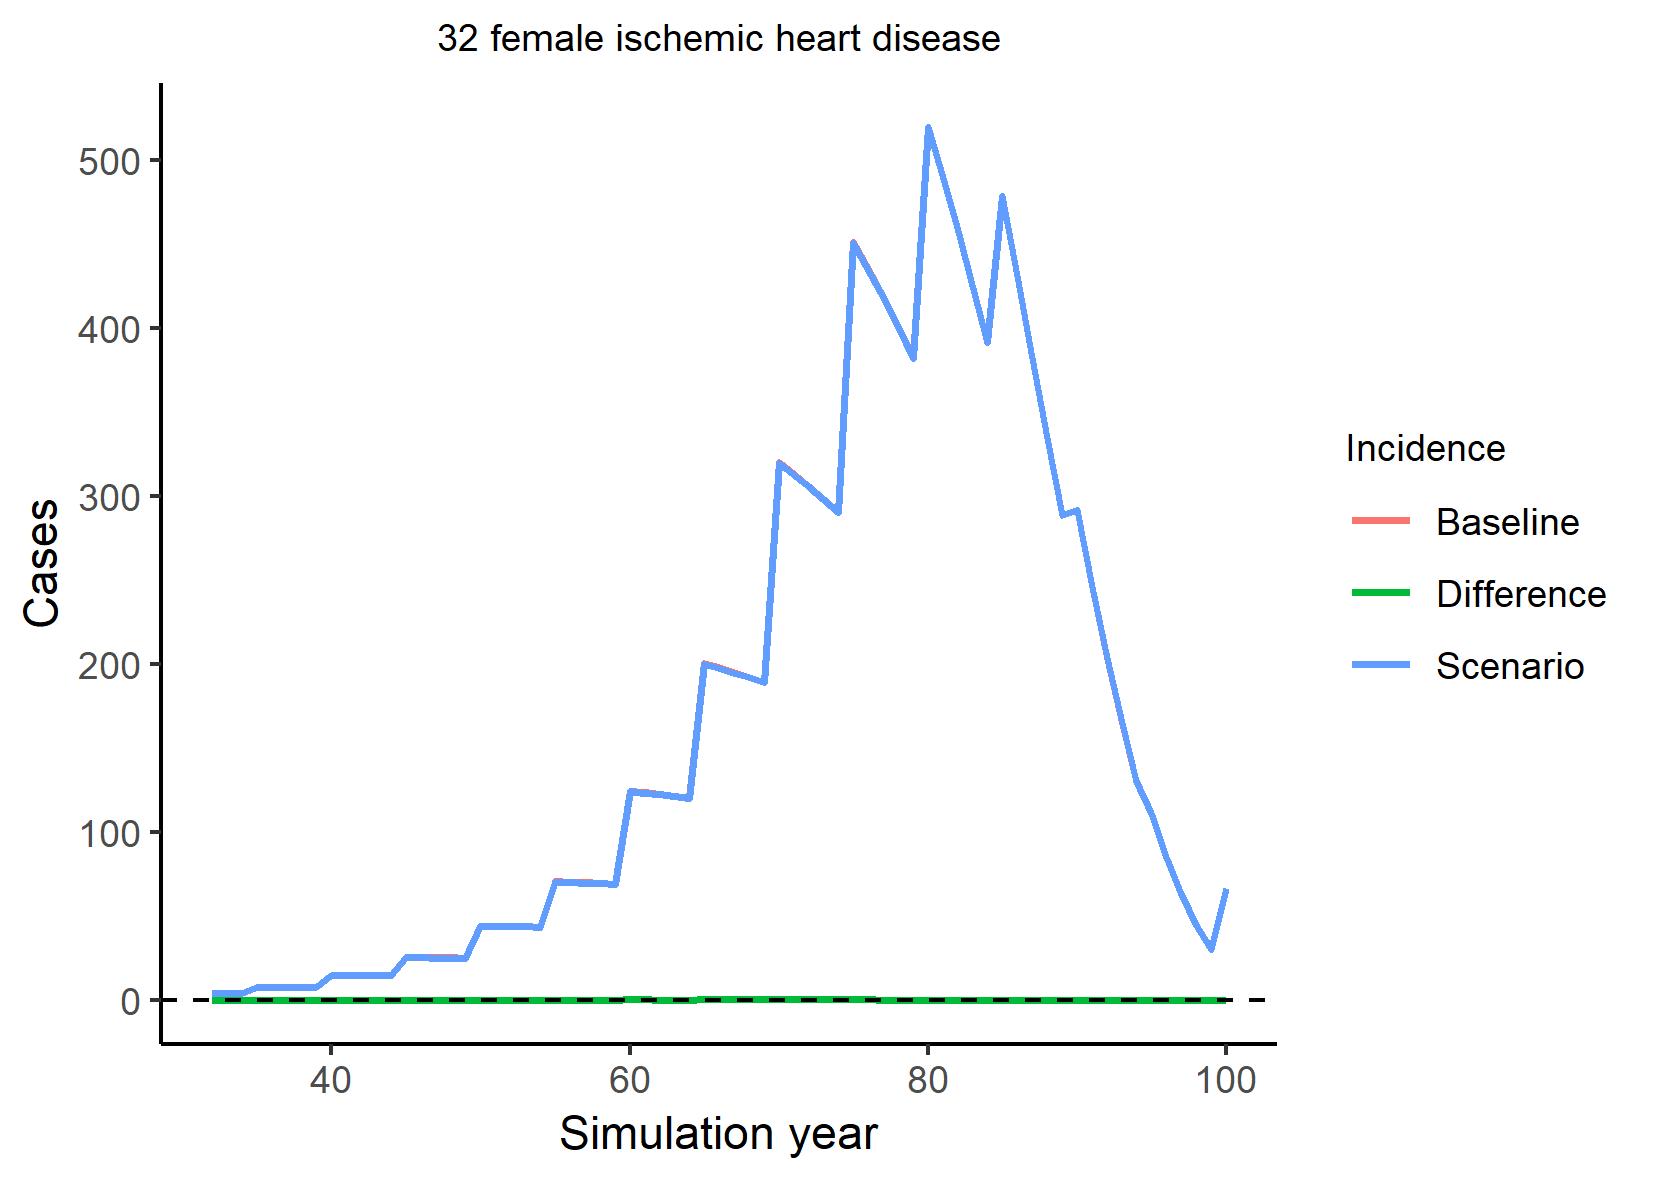 32 female ischemic heart disease
500
400
300
200
100
0
Cases
40 60 80 100
Simulation year
Incidence
Baseline
Difference
Scenario